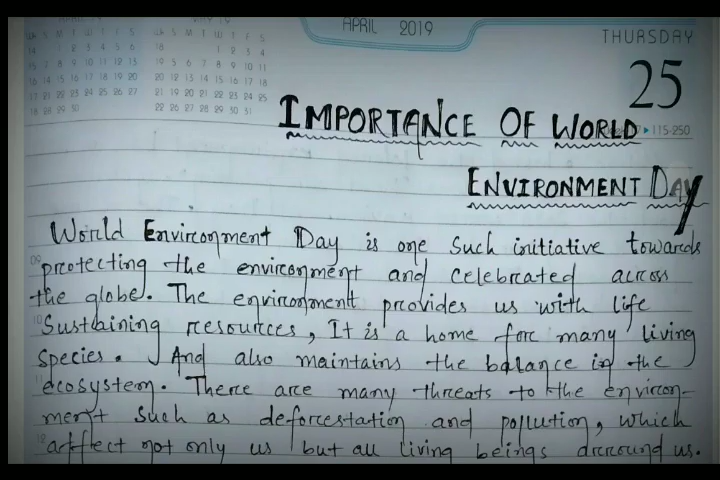 APRIL 2019
THURSDAY
25
115-250
IMPORTANCE OF WORLD
ENVIRONMENT DAY
World Environment Day is one such initiative towards
protecting the environment and celebrated across
the globe. The environment provides us with life
Sustaining resources, It is a home for many living
species. And also maintains the balance in the
ecosystem. There are many threats to the environ-
ment such as deforestation and pollution, which
affect not only us but all living beings around us.